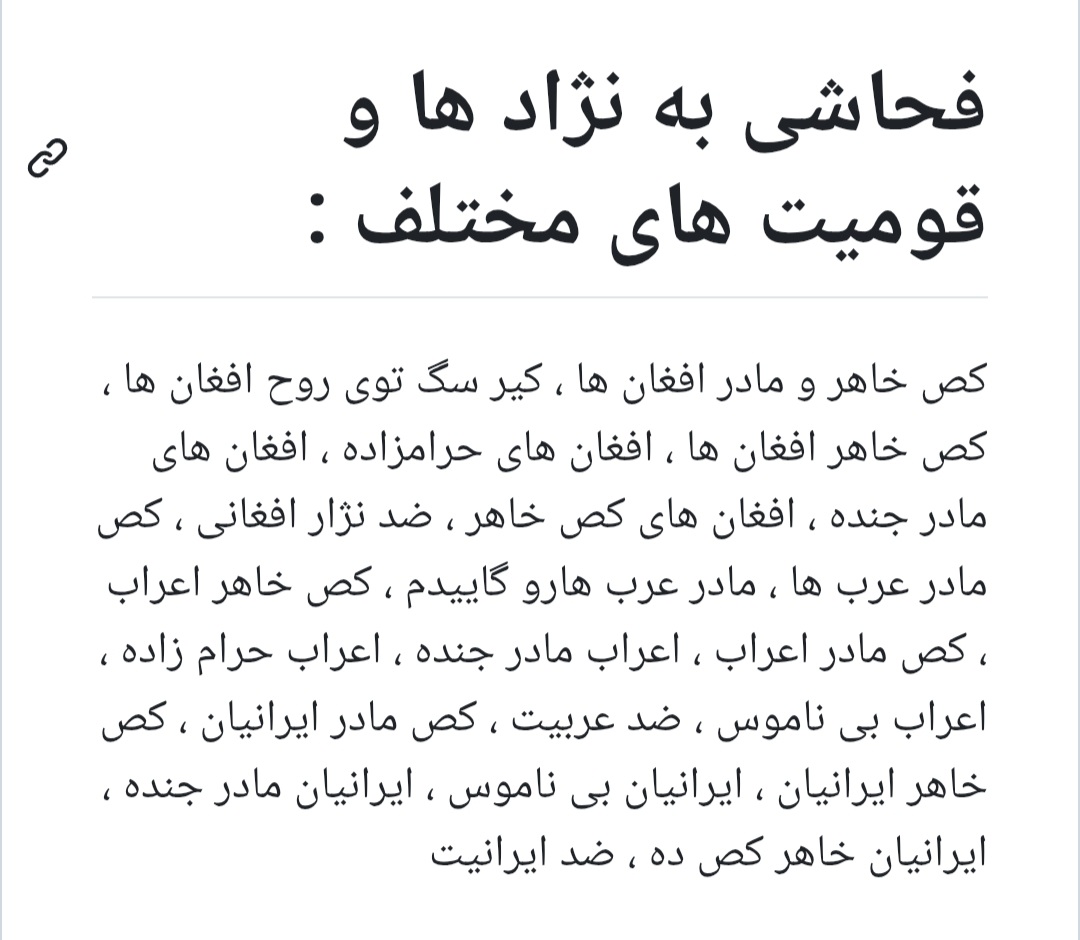 فحاشی به نژاد ها و
قومیت های مختلف :
کص خاهر و مادر افغان ها ، کیر سگ توی روح افغان ها ،
کص خاهر افغان ها ، افغان های حرامزاده ، افغان های
مادر جنده ، افغان های کص خاهر ، ضد نژار افغانی ، کص
مادر عرب ها ، مادر عرب هارو گاییدم ، کص خاهر اعراب
، کص مادر اعراب ، اعراب مادر جنده ، اعراب حرام زاده ،
اعراب بی ناموس ، ضد عربیت ، کص مادر ایرانیان ، کص
خاهر ایرانیان ، ایرانیان بی ناموس ، ایرانیان مادر جنده ،
ایرانیان خاهر کص ده ، ضد ایرانیت